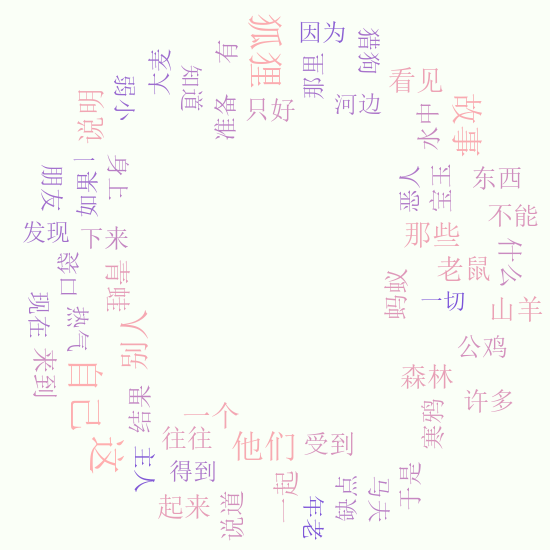 因为
狐狸
有
猎狗
那里
大麦
知道
看见
弱小
说明
准备
只好
河边
水中
故事
一
身上
朋友
如果
恶人
宝玉
东西
不能
发现
下来
那些
什么
袋口
青蛙
老鼠
蚂蚁
一切
山羊
现在
热气
别人
公鸡
来到
自己
森林
结果
许多
寒鸦
一个
这
往往
他们
受到
主人
得到
一起
缺点
马夫
于是
起来
说道
年老